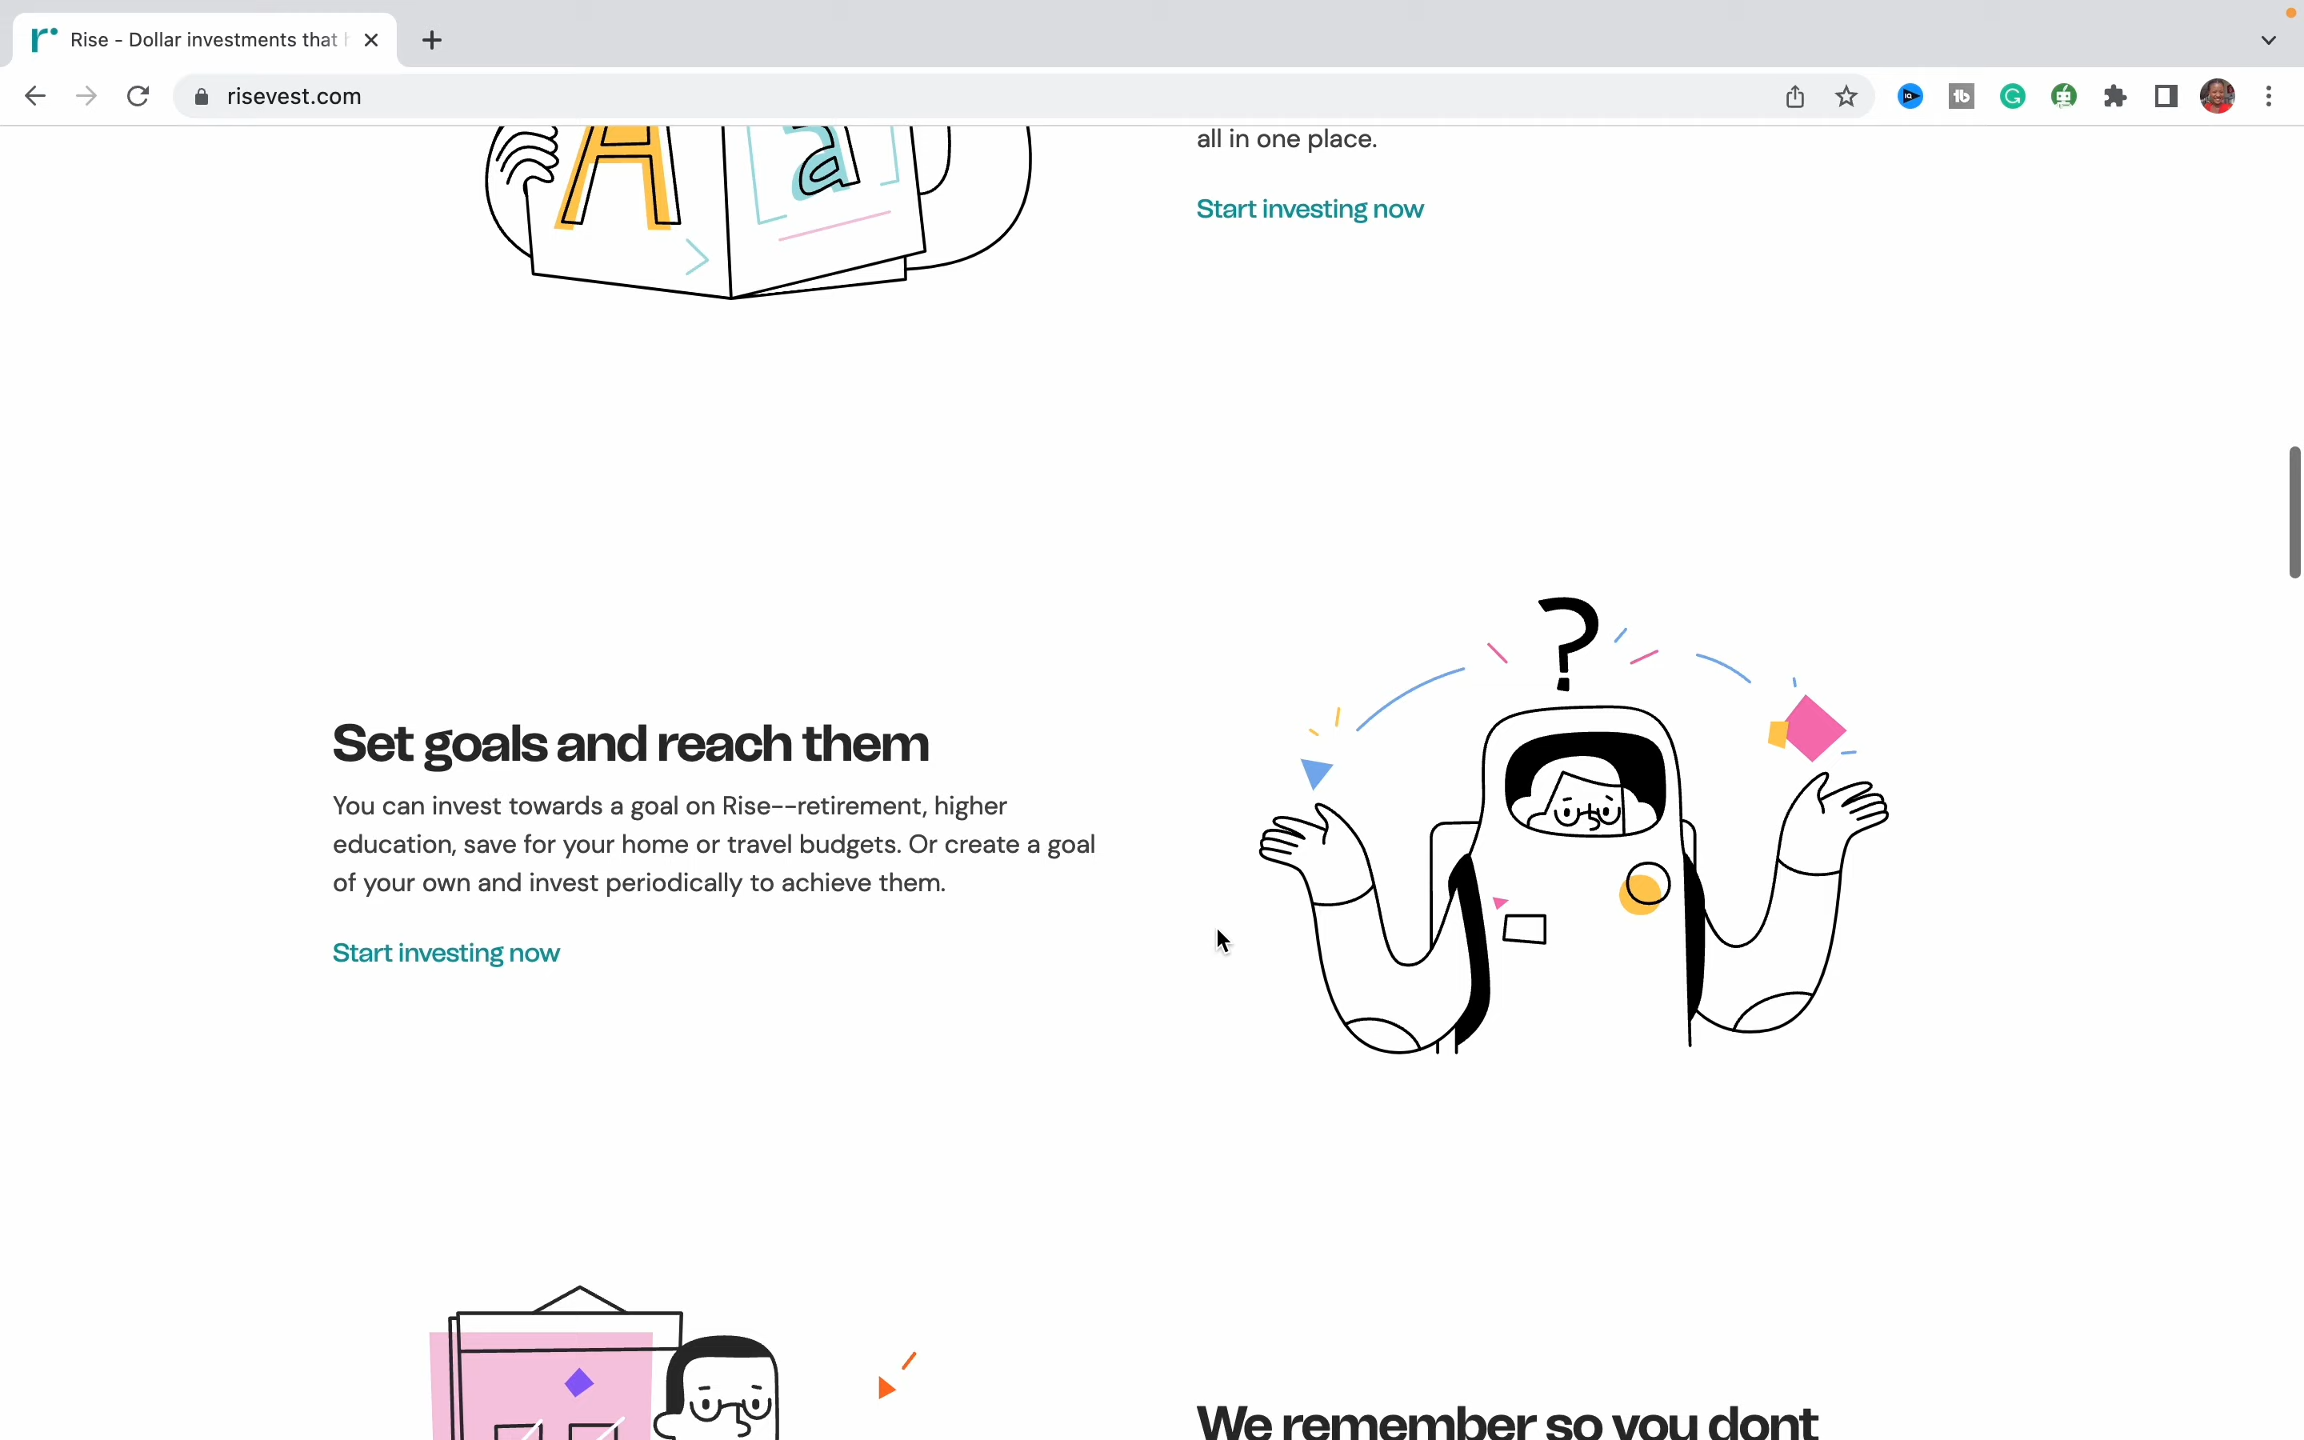 Rise - Dollar investments that
risevest.com
A a
all in one place.
Start investing now
?
Set goals and reach them
You can invest towards a goal on Rise--retirement, higher
education, save for your home or travel budgets. Or create a goal
of your own and invest periodically to achieve them.
Start investing now
We remember so you dont